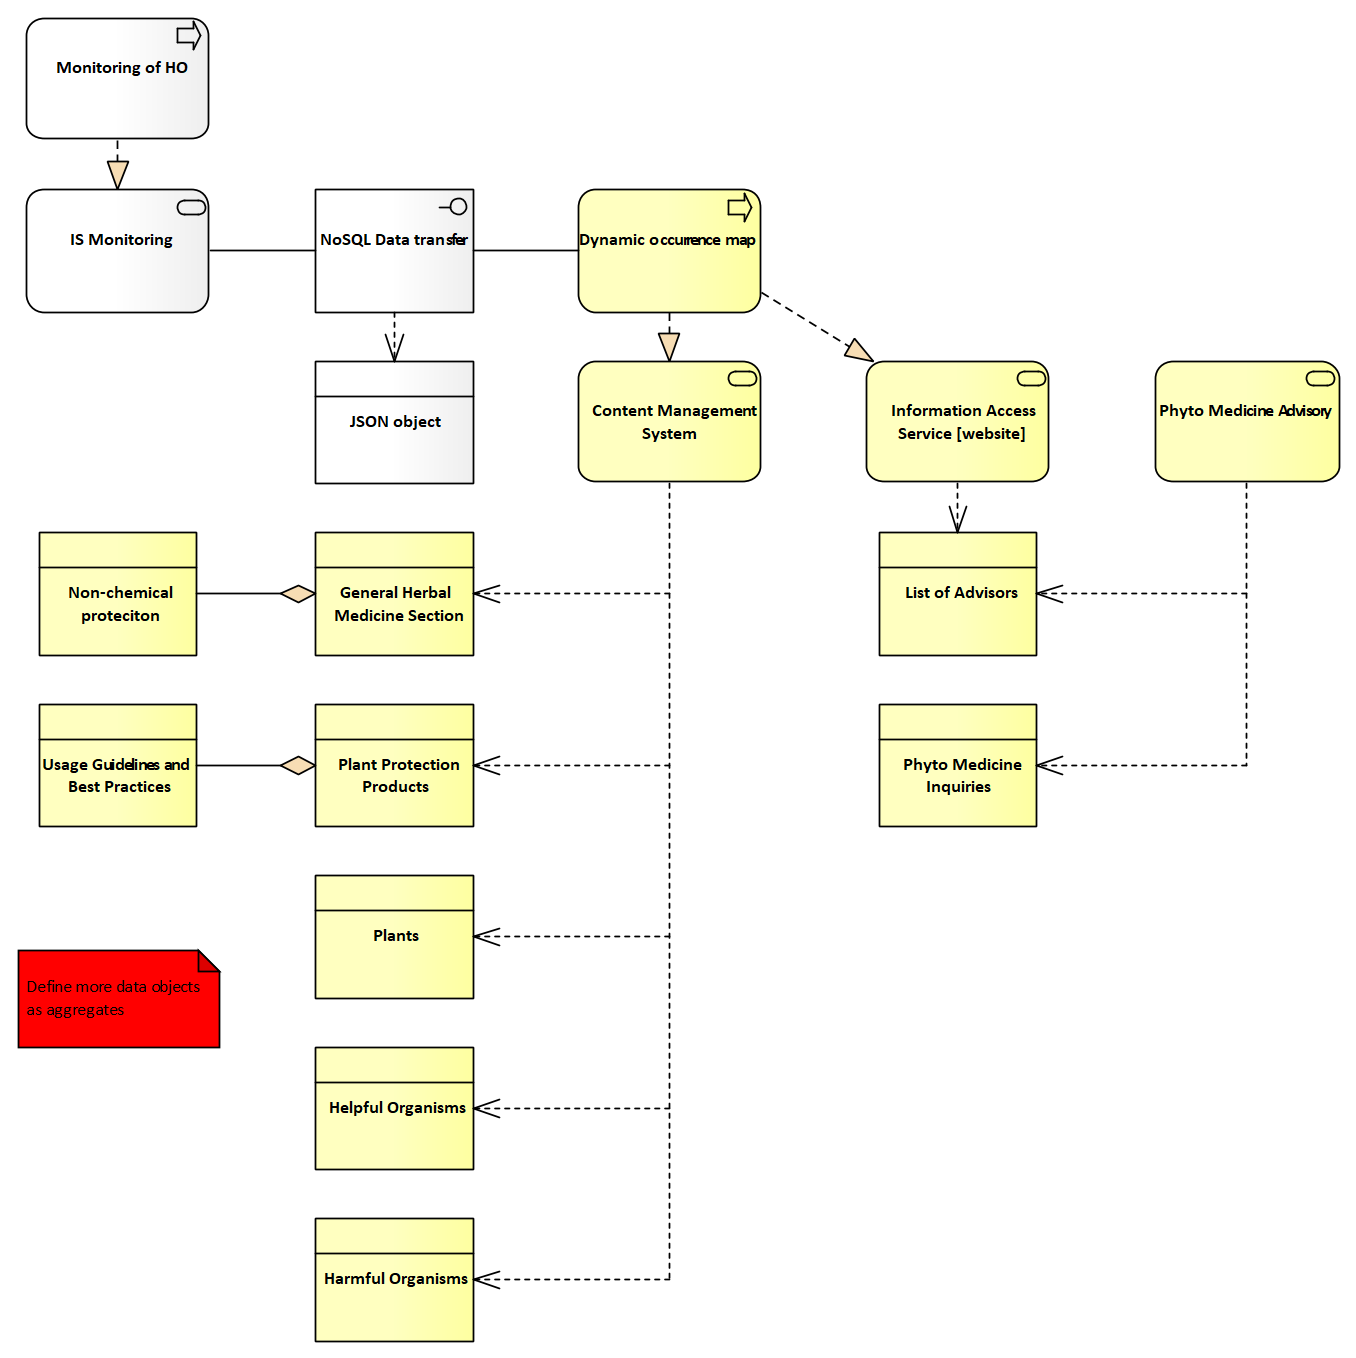 Monitoring of HO
IS Monitoring
NoSQL Data transfer
Dynamic occurence map
JSON object
Content Management
System
Information Access
Service [website]
Phyto Medicine Advisory
Non-chemical
proteciton
General Herbal
Medicine Section
List of Advisors
Usage Guidelines and
Best Practices
Plant Protection
Products
Phyto Medicine
Inquiries
Plants
Define more data objects
as aggregates
Helpful Organisms
Harmful Organisms